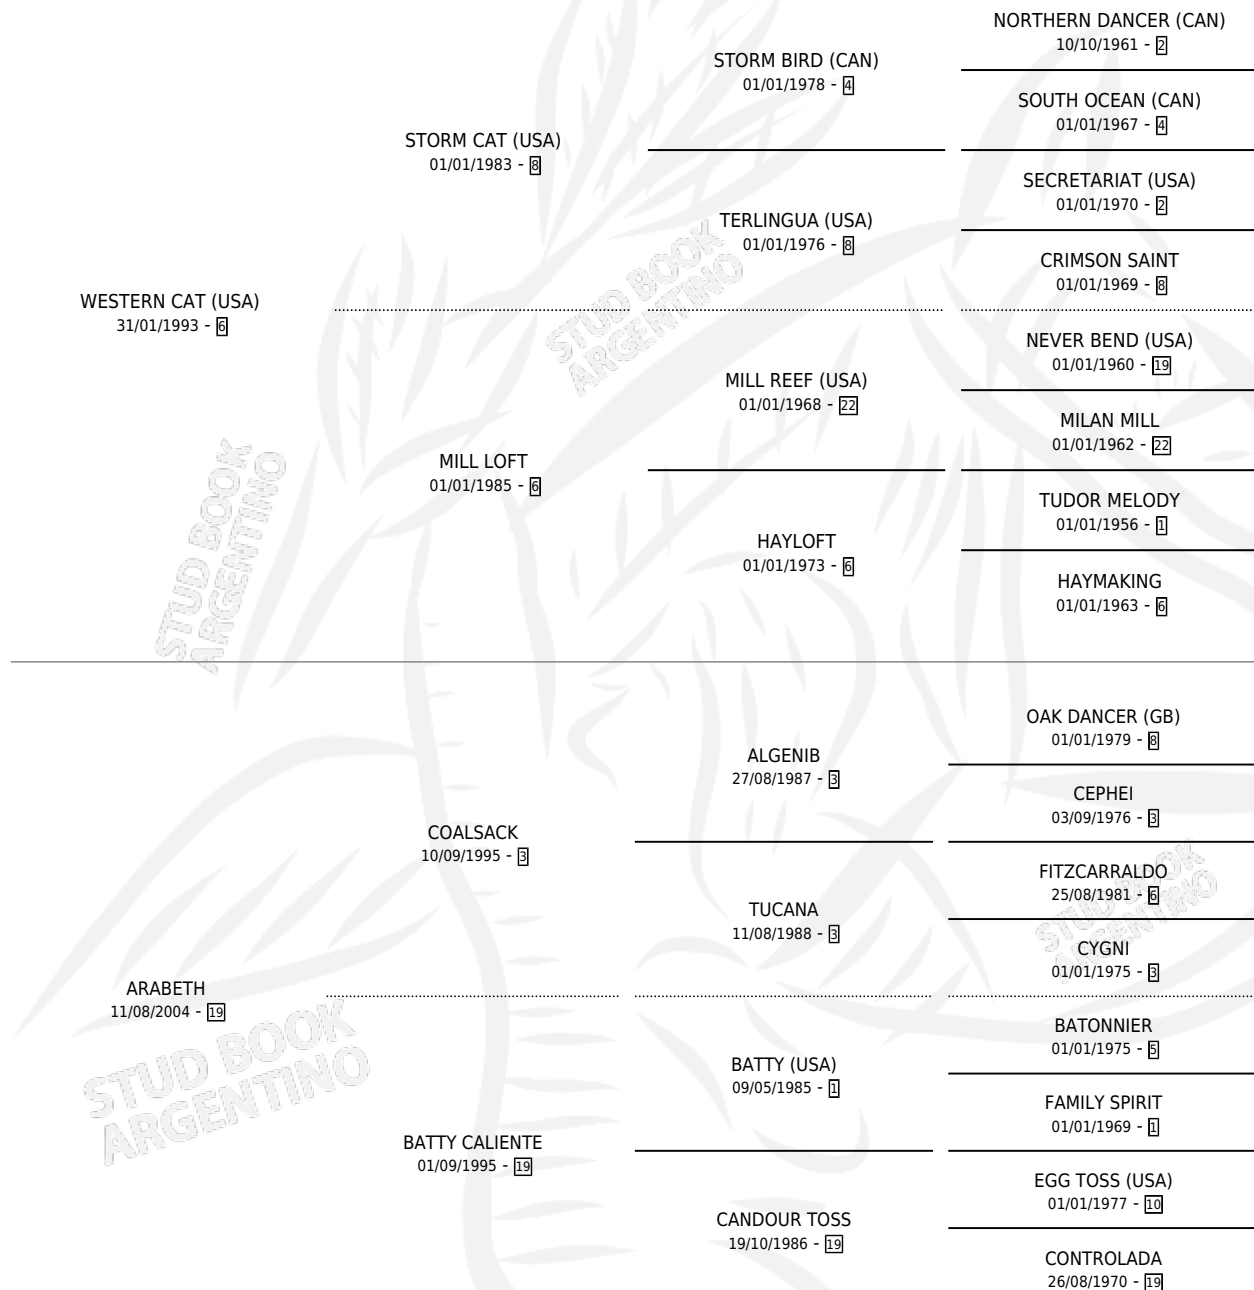 NORTHERN DANCER (CAN)
10/10/1961 - 2
STORM BIRD (CAN)
01/01/1978 - 4
SOUTH OCEAN (CAN)
01/01/1967 - 4
STORM CAT (USA)
01/01/1983 - 8
SECRETARIAT (USA)
01/01/1970 - 2
TERLINGUA (USA)
01/01/1976 - 8
CRIMSON SAINT
01/01/1969 - 8
WESTERN CAT (USA)
31/01/1993 - 6
NEVER BEND (USA)
01/01/1960 - 19
MILL REEF (USA)
01/01/1968 - 22
MILAN MILL
01/01/1962 - 22
MILL LOFT
01/01/1985 - 6
TUDOR MELODY
01/01/1956 - 1
HAYLOFT
01/01/1973 - 6
HAYMAKING
01/01/1963 - 6
OAK DANCER (GB)
01/01/1979 - 8
ALGENIB
27/08/1987 - 3
CEPHEI
03/09/1976 - 3
COALSACK
10/09/1995 - 3
FITZCARRALDO
25/08/1981 - 6
TUCANA
11/08/1988 - 3
CYGNI
01/01/1975 - 3
ARABETH
11/08/2004 - 19
BATONNIER
01/01/1975 - 5
BATTY (USA)
09/05/1985 - 1
FAMILY SPIRIT
01/01/1969 - 1
BATTY CALIENTE
01/09/1995 - 19
EGG TOSS (USA)
01/01/1977 - 10
CANDOUR TOSS
19/10/1986 - 19
CONTROLADA
26/08/1970 - 19
STUD BOOK
ARGENTINO
STUD BOOK
ARGENTINO
STUD BOOK
ARGENTINO
STUD BOOK
ARGENTINO